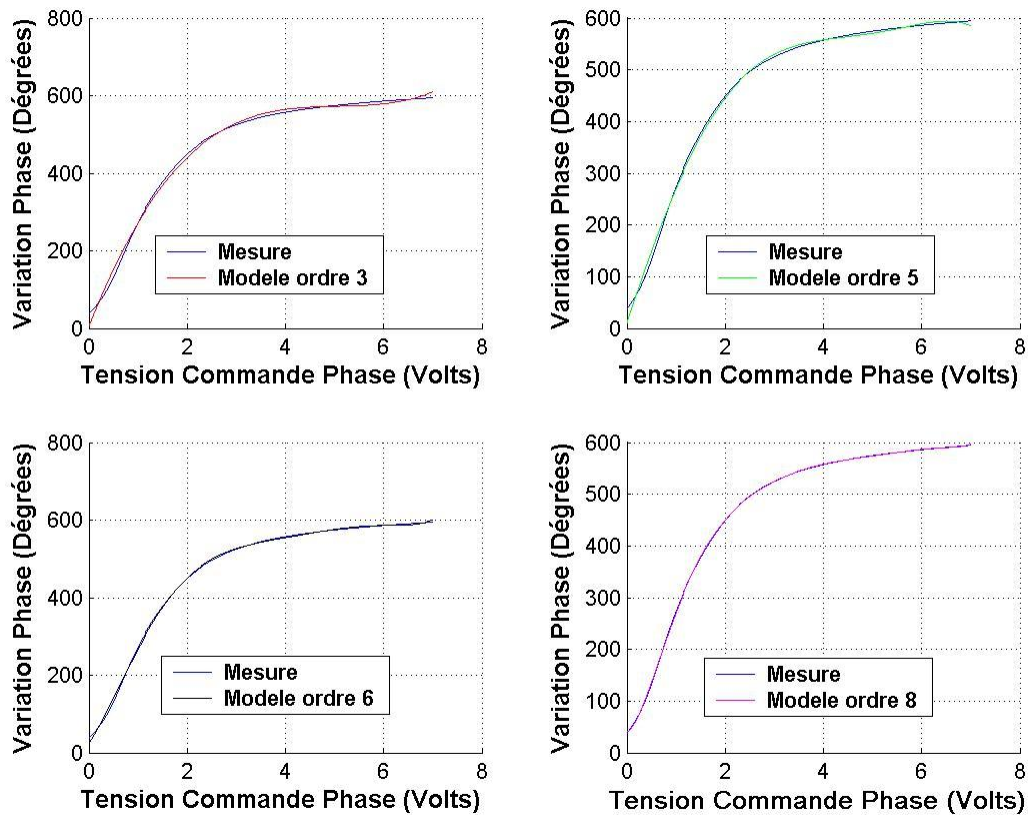 800
600
400
200
0
Variation Phase (Dégrées)
Mesure
Modele ordre 3
0 2 4 6 8
Tension Commande Phase (Volts)
600
500
400
300
200
100
0
Variation Phase (Dégrées)
Mesure
Modele ordre 5
0 2 4 6 8
Tension Commande Phase (Volts)
800
600
400
200
0
Variation Phase (Dégrées)
Mesure
Modele ordre 6
0 2 4 6 8
Tension Commande Phase (Volts)
600
500
400
300
200
100
0
Variation Phase (Dégrées)
Mesure
Modele ordre 8
0 2 4 6 8
Tension Commande Phase (Volts)